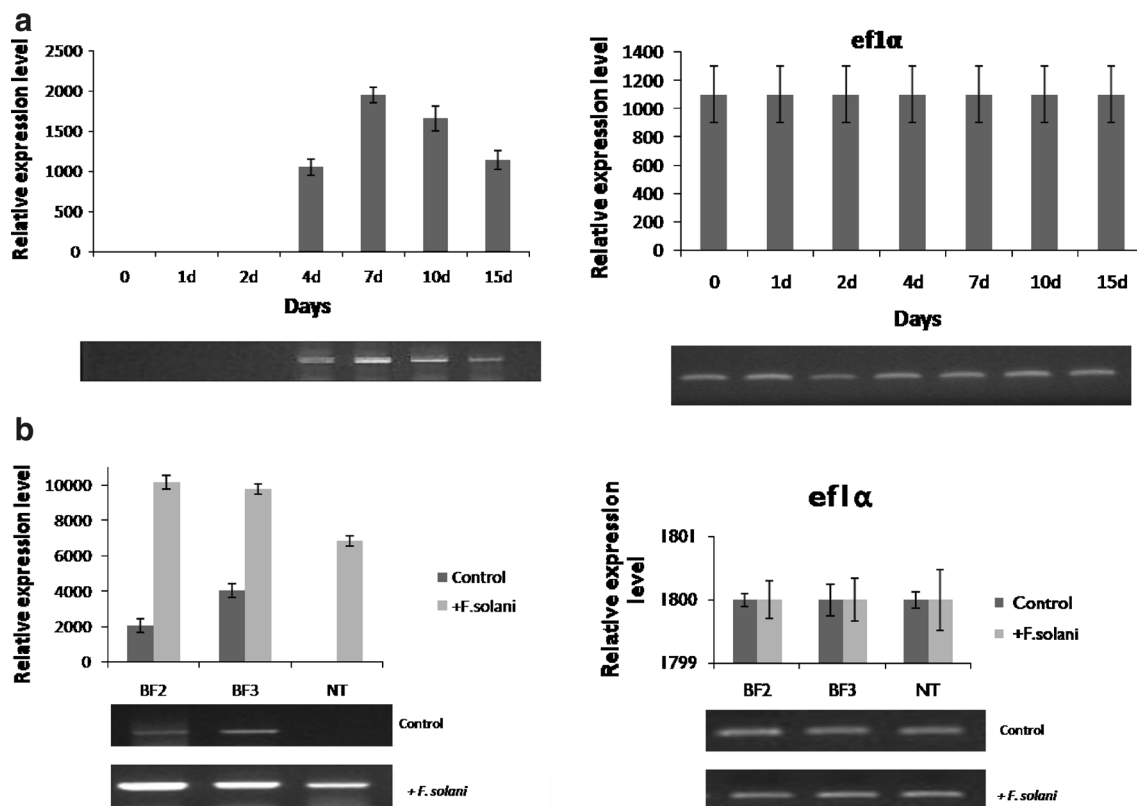 a
Relative expression level
2500
2000
1500
1000
500
0
0 1d 2d 4d 7d 10d 15d
Days
ef1α
Relative expression level
1400
1200
1000
800
600
400
200
0
0 1d 2d 4d 7d 10d 15d
Days
b
Relative expression level
10000
8000
6000
4000
2000
0
BF2 BF3 NT
Control
+F.solani
Control
+ F. solani
ef1α
Relative expression
level
1801
1800
1799
BF2 BF3 NT
Control
+F.solani
Control
+ F. solani